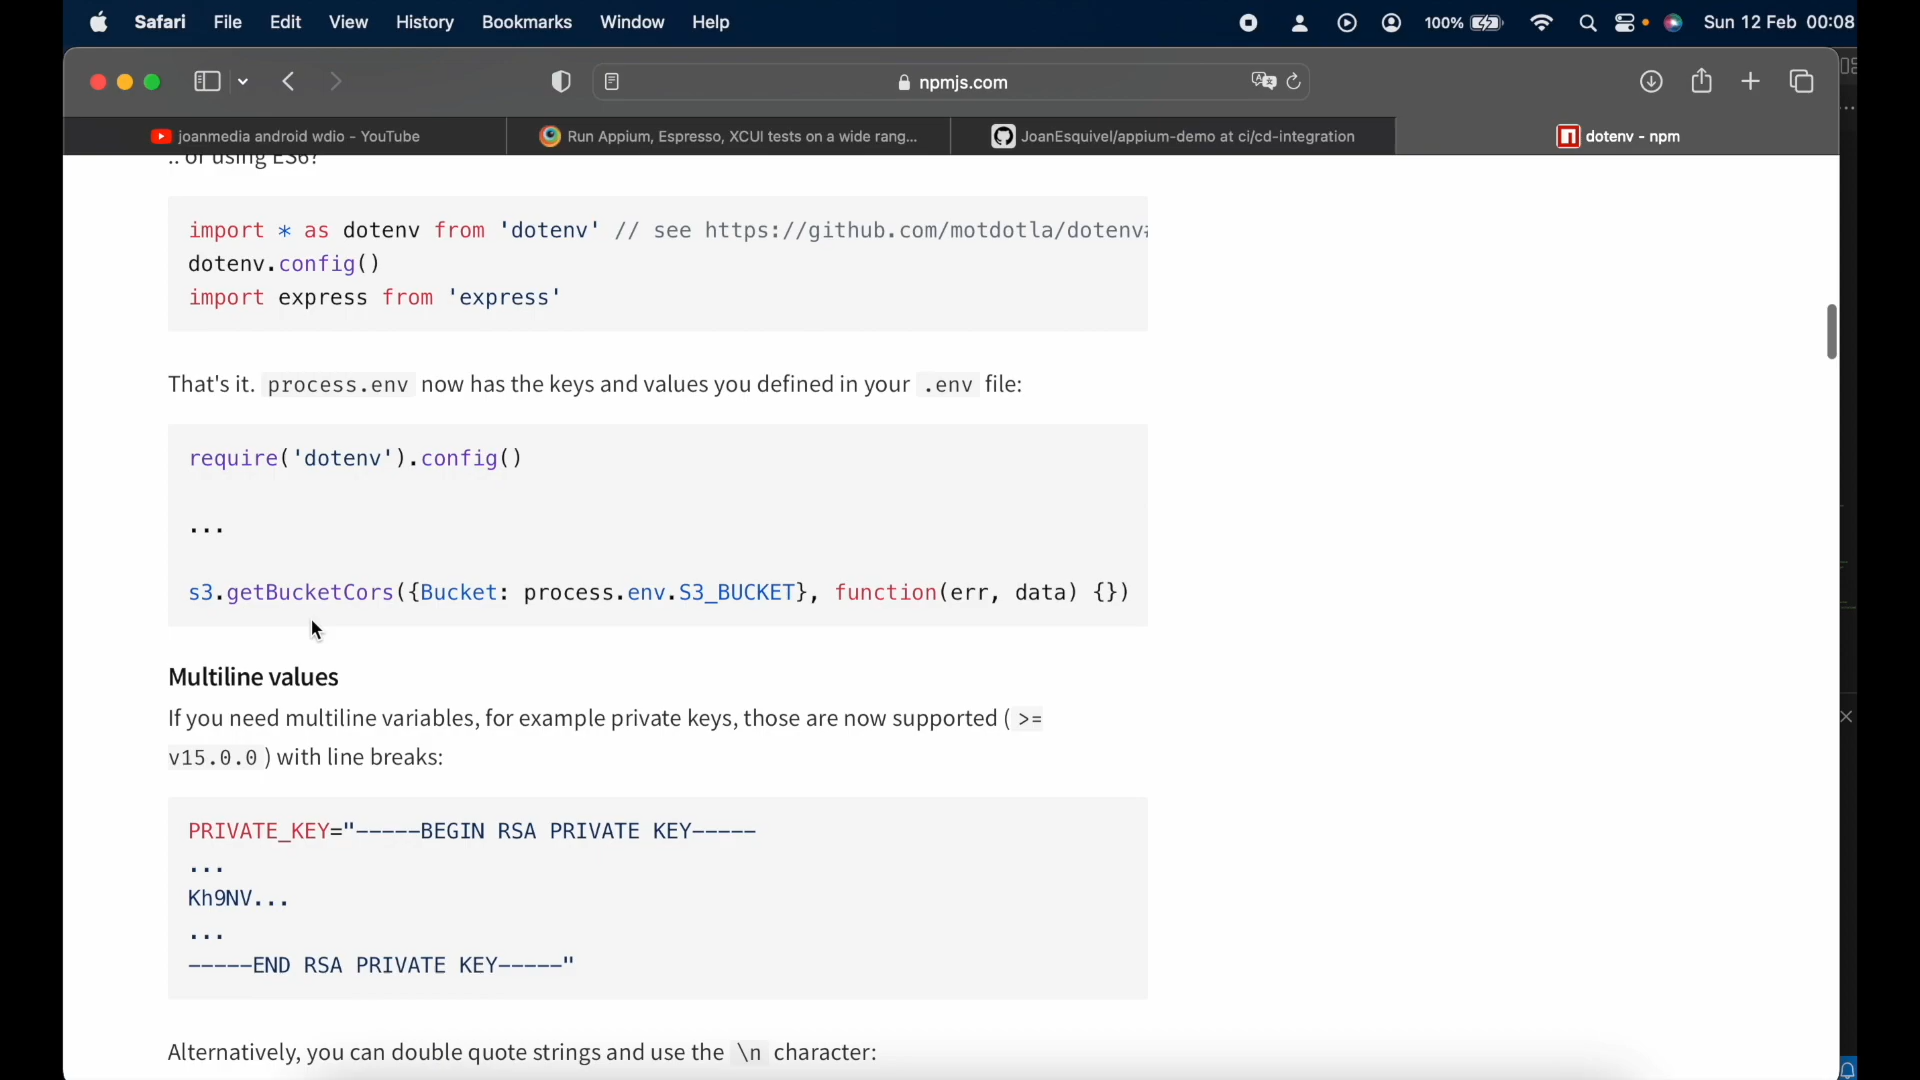 Safari File Edit View History Bookmarks Window Help 100% Sun 12 Feb 00:08
npmjs.com
joanmedia android wdio - YouTube
Run Appium, Espresso, XCUI tests on a wide rang...
JoanEsquivel/appium-demo at ci/cd-integration
dotenv - npm
... or using ES6?
import * as dotenv from 'dotenv' // see https://github.com/motdotla/dotenv#
dotenv.config()
import express from 'express'
That's it. process.env now has the keys and values you defined in your .env file:
require('dotenv').config()
...
s3.getBucketCors({Bucket: process.env.S3_BUCKET}, function(err, data) {})
Multiline values
If you need multiline variables, for example private keys, those are now supported ( >=
v15.0.0 ) with line breaks:
PRIVATE_KEY="-----BEGIN RSA PRIVATE KEY-----
...
Kh9NV...
...
-----END RSA PRIVATE KEY-----"
Alternatively, you can double quote strings and use the \n character: